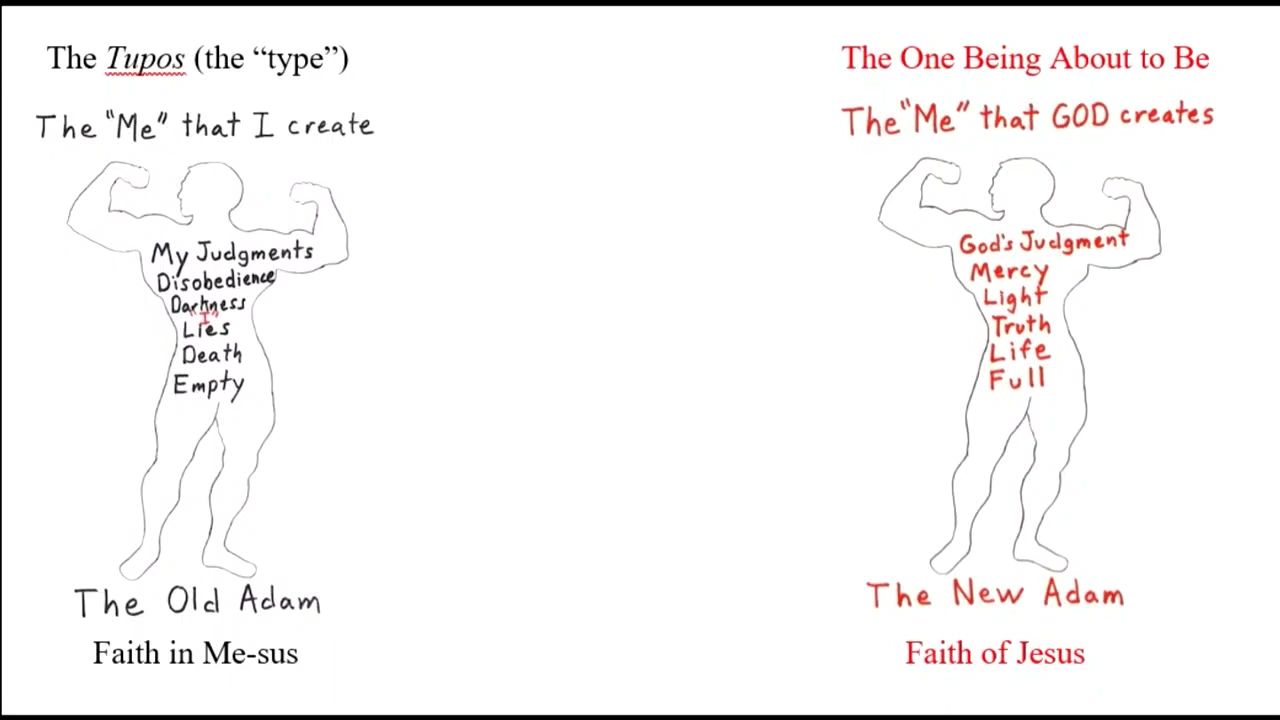 The Tupos (the “type”)
The "Me" that I create
My Judgments
Disobedience
Darkness
"I"
Lies
Death
Empty
The Old Adam
Faith in Me-sus
The One Being About to Be
The "Me" that GOD creates
God's Judgment
Mercy
Light
Truth
Life
Full
The New Adam
Faith of Jesus